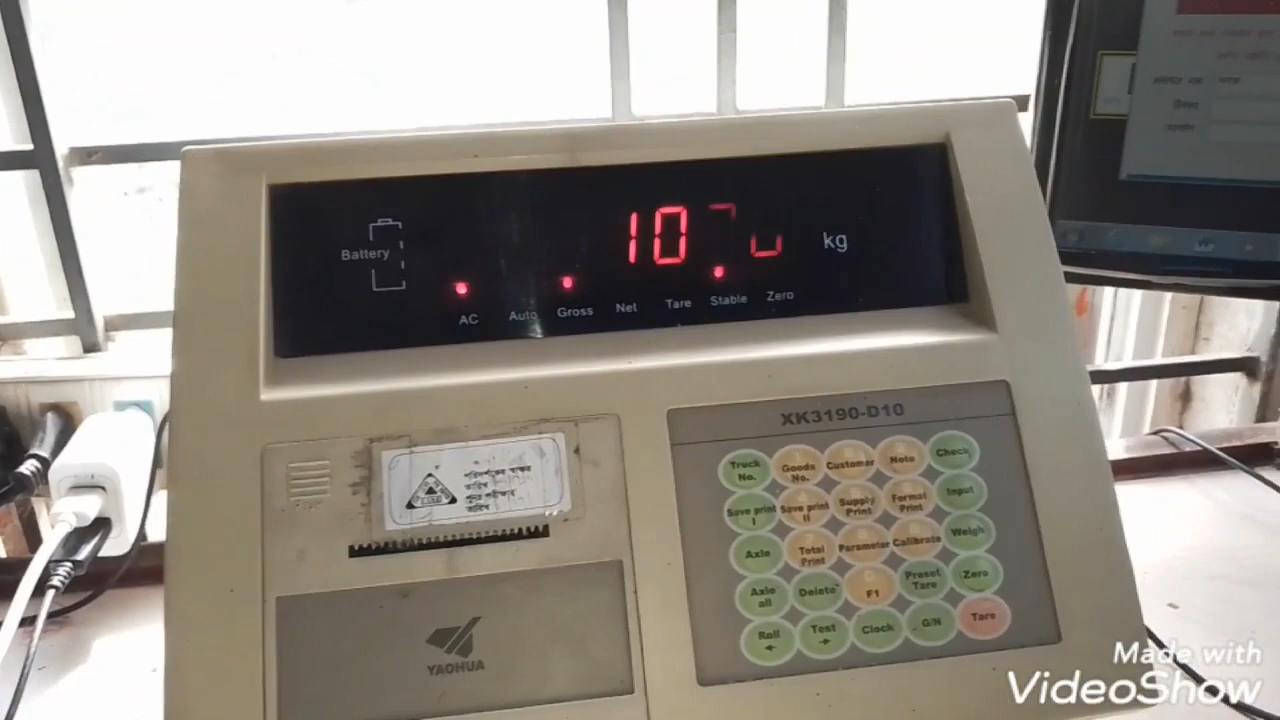 Battery
10
kg
AC Auto Gross Net Tare Stable Zero
XK3190-D10
Truck No. Goods No. Customer Note Check
Save print I Save print II Supply Print Format Print Input
Axle Total Print Parameter Calibrate Weigh
Axle all Delete F1 Preset Tare Zero
Roll Test Clock G/N Tare
তারিখ
তারিখ
YAOHUA
Made with
VideoShow